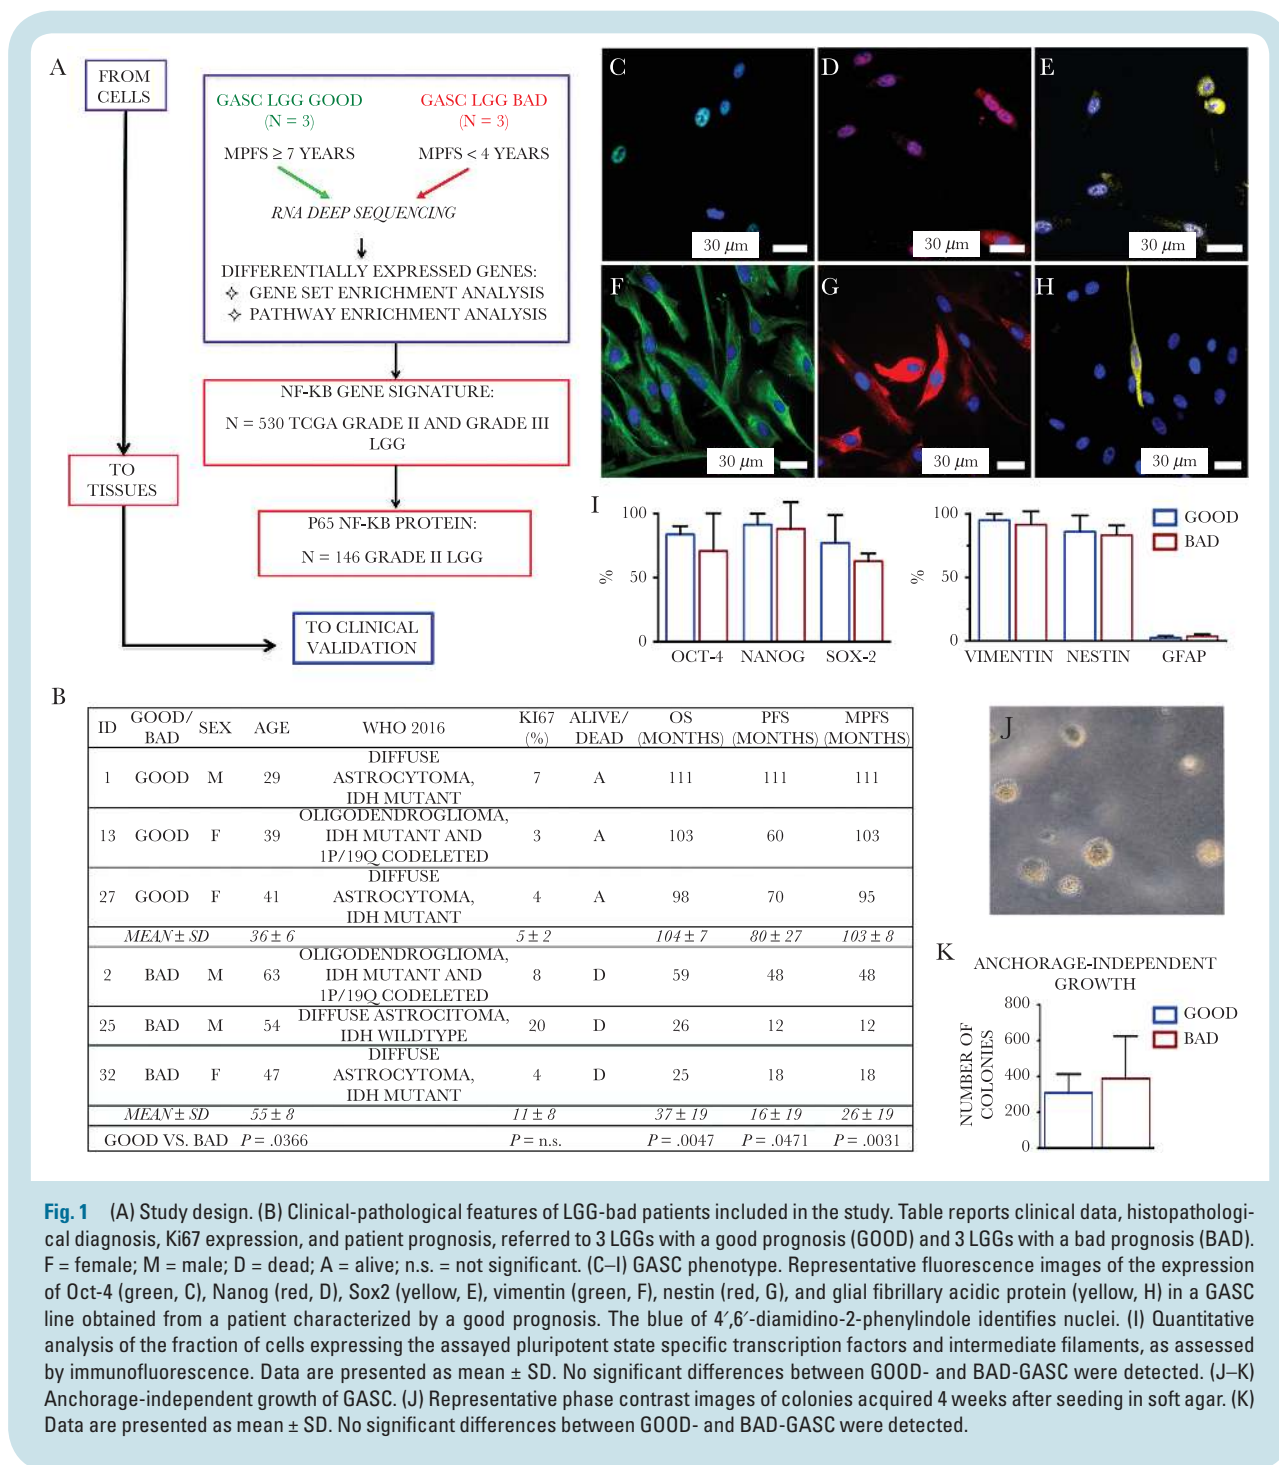 A
FROM
CELLS
GASC LGG GOOD
(N = 3)
GASC LGG BAD
(N = 3)
MPFS ≥ 7 YEARS
MPFS < 4 YEARS
RNA DEEP SEQUENCING
DIFFERENTIALLY EXPRESSED GENES:
✧ GENE SET ENRICHMENT ANALYSIS
✧ PATHWAY ENRICHMENT ANALYSIS
NF-KB GENE SIGNATURE:
N = 530 TCGA GRADE II AND GRADE III
LGG
TO
TISSUES
P65 NF-KB PROTEIN:
N = 146 GRADE II LGG
TO CLINICAL
VALIDATION
C
30 µm
D
30 µm
E
30 µm
F
30 µm
G
30 µm
H
30 µm
I
100
50
0
%
OCT-4 NANOG SOX-2
100
50
0
%
VIMENTIN NESTIN GFAP
GOOD
BAD
B
ID GOOD/BAD SEX AGE WHO 2016 KI67 (%) ALIVE/DEAD OS (MONTHS) PFS (MONTHS) MPFS (MONTHS)
DIFFUSE
1 GOOD M 29 ASTROCYTOMA, 7 A 111 111 111
IDH MUTANT
OLIGODENDROGLIOMA,
13 GOOD F 39 IDH MUTANT AND 3 A 103 60 103
1P/19Q CODELETED
DIFFUSE
27 GOOD F 41 ASTROCYTOMA, 4 A 98 70 95
IDH MUTANT
MEAN ± SD 36 ± 6 5 ± 2 104 ± 7 80 ± 27 103 ± 8
OLIGODENDROGLIOMA,
2 BAD M 63 IDH MUTANT AND 8 D 59 48 48
1P/19Q CODELETED
DIFFUSE ASTROCITOMA,
25 BAD M 54 IDH WILDTYPE 20 D 26 12 12
DIFFUSE
32 BAD F 47 ASTROCYTOMA, 4 D 25 18 18
IDH MUTANT
MEAN ± SD 55 ± 8 11 ± 8 37 ± 19 16 ± 19 26 ± 19
GOOD VS. BAD P = .0366 P = n.s. P = .0047 P = .0471 P = .0031
J
K
ANCHORAGE-INDEPENDENT
GROWTH
NUMBER OF
COLONIES
800
600
400
200
0
GOOD
BAD
Fig. 1 (A) Study design. (B) Clinical-pathological features of LGG-bad patients included in the study. Table reports clinical data, histopathologi-
cal diagnosis, Ki67 expression, and patient prognosis, referred to 3 LGGs with a good prognosis (GOOD) and 3 LGGs with a bad prognosis (BAD).
F = female; M = male; D = dead; A = alive; n.s. = not significant. (C–I) GASC phenotype. Representative fluorescence images of the expression
of Oct-4 (green, C), Nanog (red, D), Sox2 (yellow, E), vimentin (green, F), nestin (red, G), and glial fibrillary acidic protein (yellow, H) in a GASC
line obtained from a patient characterized by a good prognosis. The blue of 4′,6′-diamidino-2-phenylindole identifies nuclei. (I) Quantitative
analysis of the fraction of cells expressing the assayed pluripotent state specific transcription factors and intermediate filaments, as assessed
by immunofluorescence. Data are presented as mean ± SD. No significant differences between GOOD- and BAD-GASC were detected. (J–K)
Anchorage-independent growth of GASC. (J) Representative phase contrast images of colonies acquired 4 weeks after seeding in soft agar. (K)
Data are presented as mean ± SD. No significant differences between GOOD- and BAD-GASC were detected.